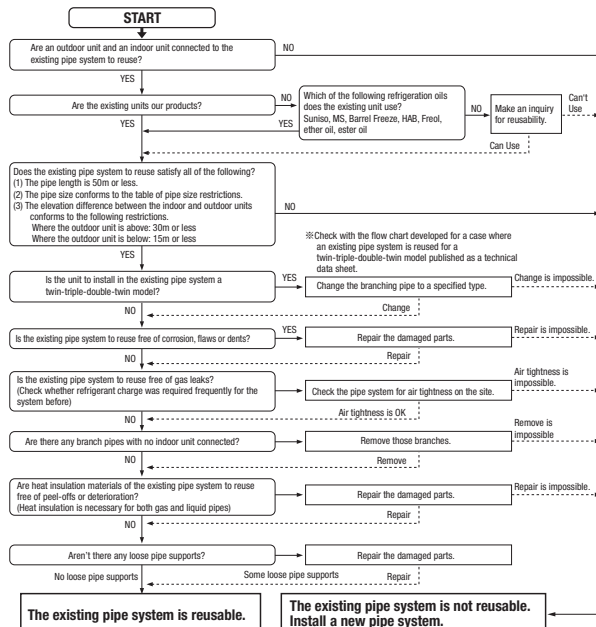 START
Are an outdoor unit and an indoor unit connected to the
existing pipe system to reuse?
NO
YES
Are the existing units our products?
NO
Which of the following refrigeration oils
does the existing unit use?
Suniso, MS, Barrel Freeze, HAB, Freol,
ether oil, ester oil
NO
Make an inquiry
for reusability.
Can't
Use
YES
YES
Can Use
Does the existing pipe system to reuse satisfy all of the following?
(1) The pipe length is 50m or less.
(2) The pipe size conforms to the table of pipe size restrictions.
(3) The elevation difference between the indoor and outdoor units
conforms to the following restrictions.
Where the outdoor unit is above: 30m or less
Where the outdoor unit is below: 15m or less
NO
YES
※Check with the flow chart developed for a case where
an existing pipe system is reused for a
twin-triple-double-twin model published as a technical
data sheet.
Is the unit to install in the existing pipe system a
twin-triple-double-twin model?
YES
Change the branching pipe to a specified type.
Change is impossible.
NO
Change
Is the existing pipe system to reuse free of corrosion, flaws or dents?
YES
Repair the damaged parts.
Repair is impossible.
NO
Repair
Is the existing pipe system to reuse free of gas leaks?
(Check whether refrigerant charge was required frequently for the
system before)
Check the pipe system for air tightness on the site.
Air tightness is
impossible.
NO
Air tightness is OK
Are there any branch pipes with no indoor unit connected?
Remove those branches.
Remove is
impossible
NO
Remove
Are heat insulation materials of the existing pipe system to reuse
free of peel-offs or deterioration?
(Heat insulation is necessary for both gas and liquid pipes)
Repair the damaged parts.
Repair is impossible.
NO
Repair
Aren't there any loose pipe supports?
Repair the damaged parts.
No loose pipe supports
Some loose pipe supports
Repair
The existing pipe system is reusable.
The existing pipe system is not reusable.
Install a new pipe system.